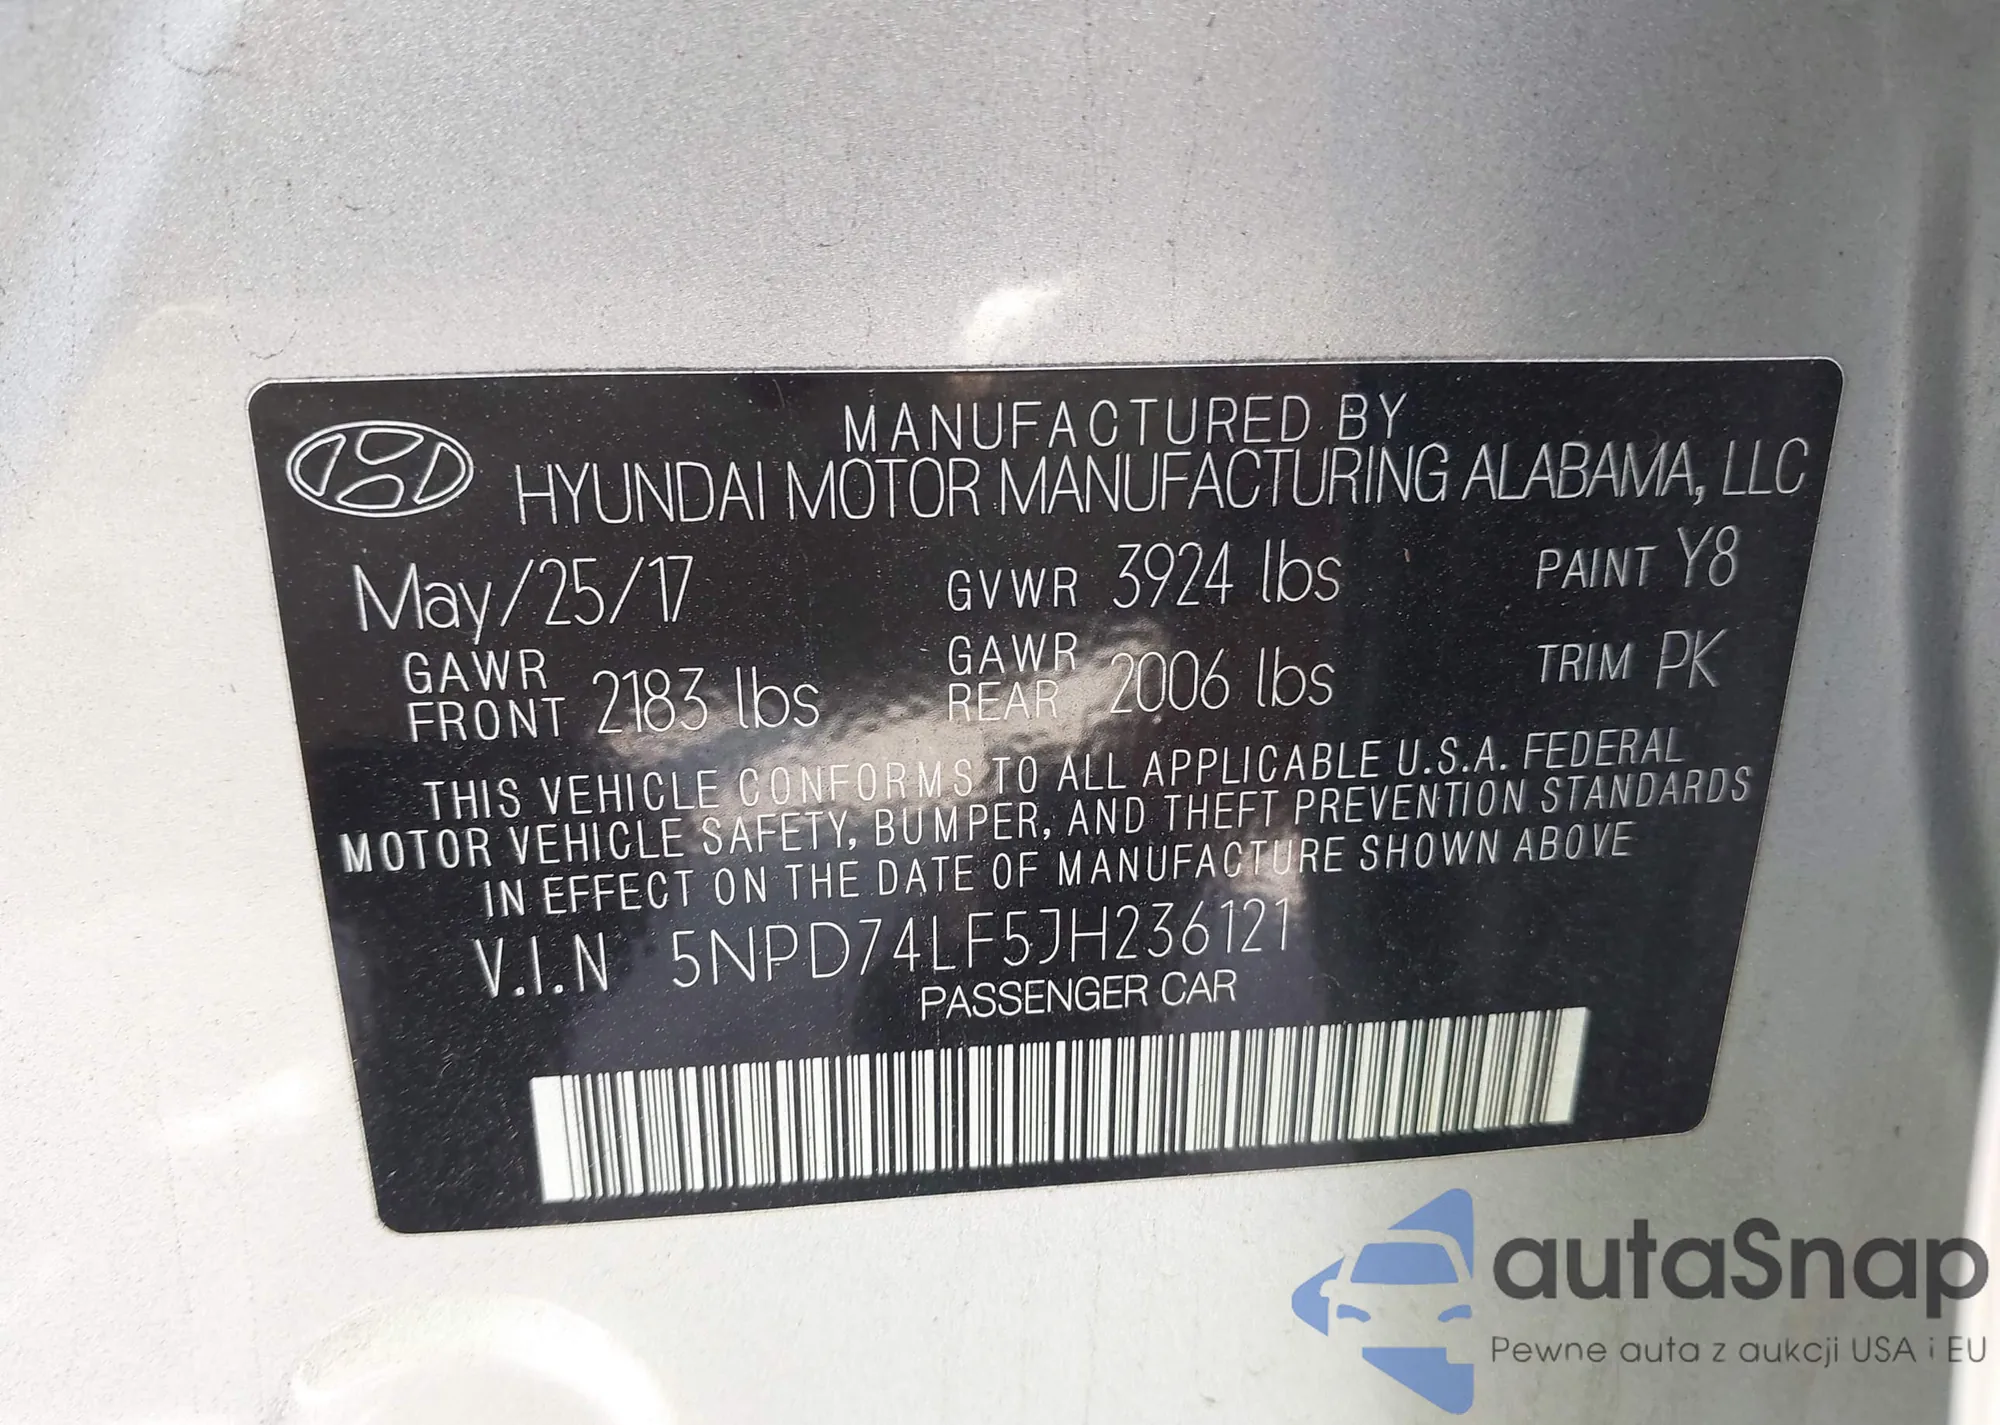 MANUFACTURED BY
HYUNDAI MOTOR MANUFACTURING ALABAMA, LLC
May/25/17 GVWR 3924 lbs PAINT Y8
GAWR FRONT 2183 lbs GAWR REAR 2006 lbs TRIM PK
THIS VEHICLE CONFORMS TO ALL APPLICABLE U.S.A. FEDERAL
MOTOR VEHICLE SAFETY, BUMPER, AND THEFT PREVENTION STANDARDS
IN EFFECT ON THE DATE OF MANUFACTURE SHOWN ABOVE
V.I.N 5NPD74LF5JH236121
PASSENGER CAR
autaSnap
Pewne auta z aukcji USA i EU